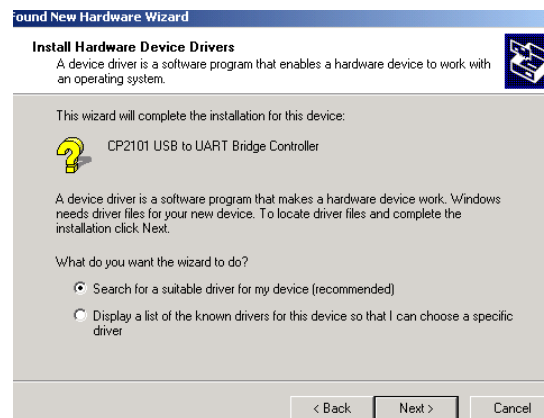 Found New Hardware Wizard
Install Hardware Device Drivers
A device driver is a software program that enables a hardware device to work with
an operating system.
This wizard will complete the installation for this device:
CP2101 USB to UART Bridge Controller
A device driver is a software program that makes a hardware device work. Windows
needs driver files for your new device. To locate driver files and complete the
installation click Next.
What do you want the wizard to do?
Search for a suitable driver for my device (recommended)
Display a list of the known drivers for this device so that I can choose a specific
driver
< Back Next > Cancel